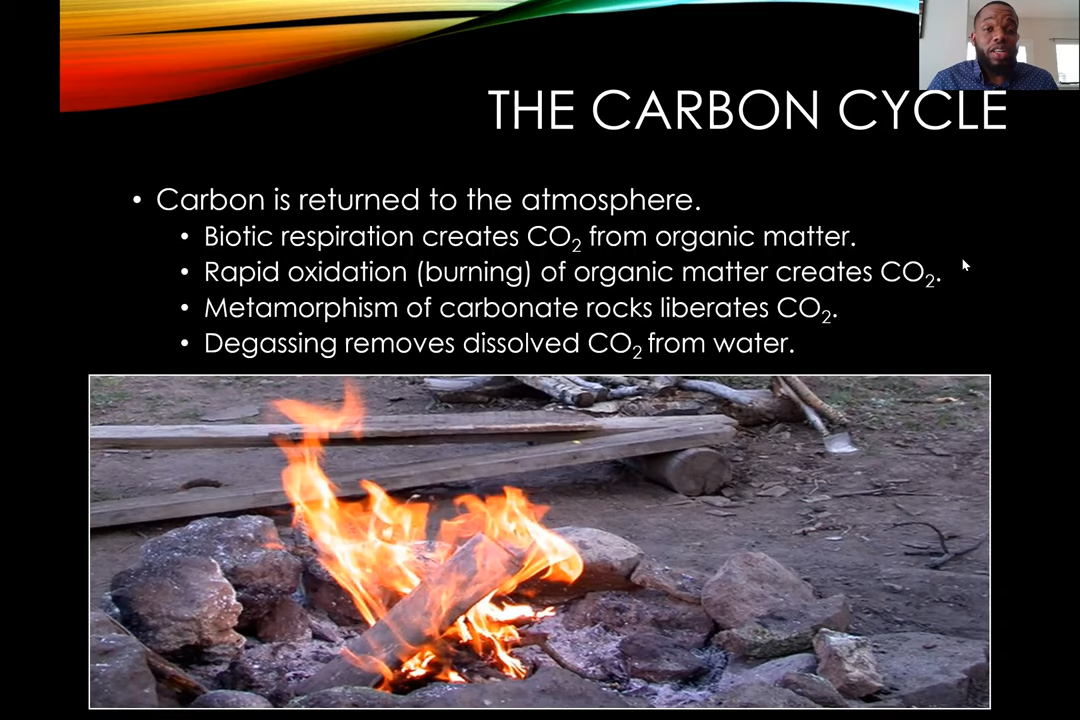 THE CARBON CYCLE
• Carbon is returned to the atmosphere.
• Biotic respiration creates CO₂ from organic matter.
• Rapid oxidation (burning) of organic matter creates CO₂.
• Metamorphism of carbonate rocks liberates CO₂.
• Degassing removes dissolved CO₂ from water.